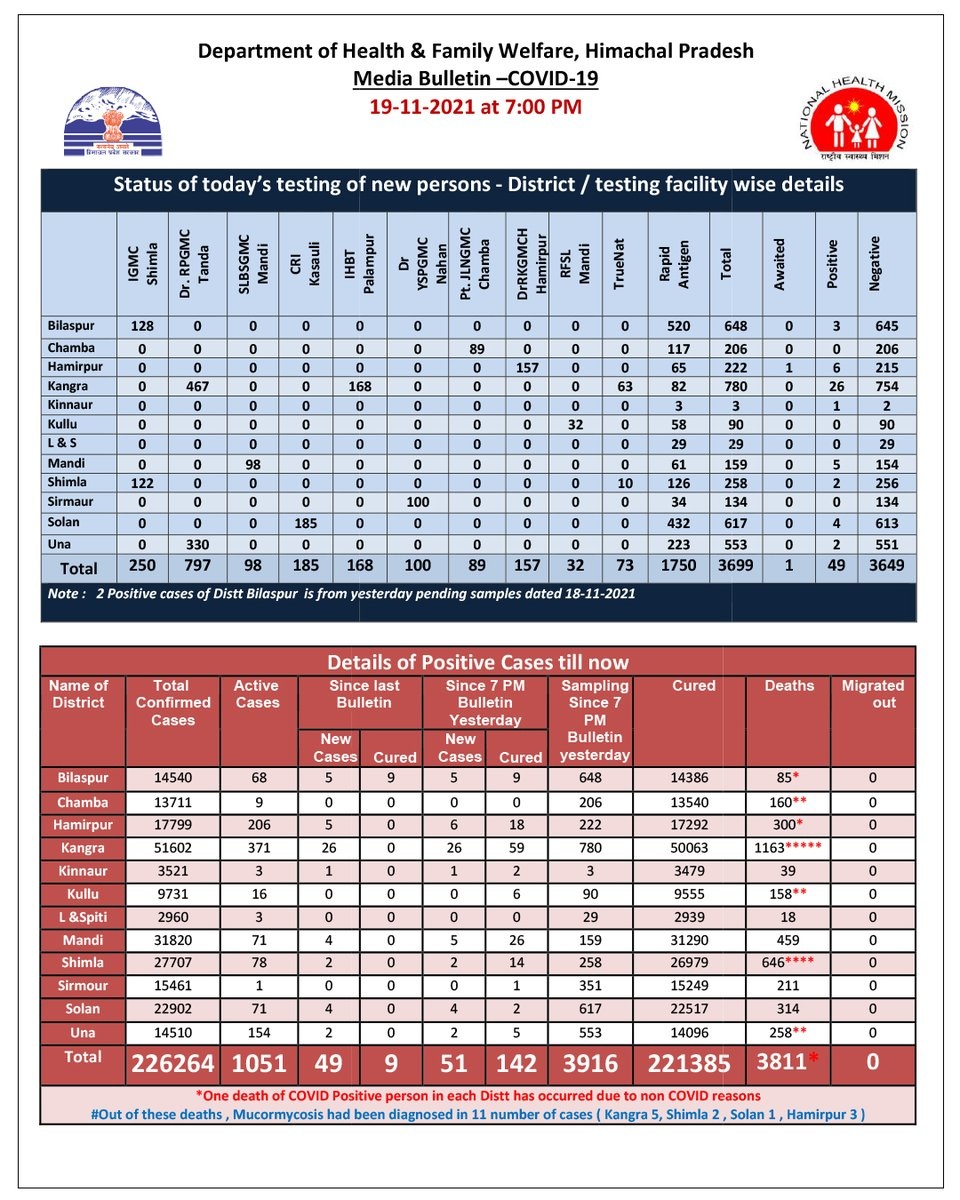 Department of Health & Family Welfare, Himachal Pradesh
Media Bulletin –COVID-19
19-11-2021 at 7:00 PM
NATIONAL HEALTH MISSION
राष्ट्रीय स्वास्थ्य मिशन
सत्यमेव जयते
हिमाचल प्रदेश सरकार
Status of today's testing of new persons - District / testing facility wise details
IGMC Shimla Dr. RPGMC Tanda SLBSGMC Mandi CRI Kasauli IHBT Palampur Dr YSPGMC Nahan Pt. JLNGMC Chamba DrRKGMCH Hamirpur RFSL Mandi TrueNat Rapid Antigen Total Awaited Positive Negative
Bilaspur 128 0 0 0 0 0 0 0 0 0 520 648 0 3 645
Chamba 0 0 0 0 0 0 89 0 0 0 117 206 0 0 206
Hamirpur 0 0 0 0 0 0 0 157 0 0 65 222 1 6 215
Kangra 0 467 0 0 168 0 0 0 0 63 82 780 0 26 754
Kinnaur 0 0 0 0 0 0 0 0 0 0 3 3 0 1 2
Kullu 0 0 0 0 0 0 0 0 32 0 58 90 0 0 90
L & S 0 0 0 0 0 0 0 0 0 0 29 29 0 0 29
Mandi 0 0 98 0 0 0 0 0 0 0 61 159 0 5 154
Shimla 122 0 0 0 0 0 0 0 0 10 126 258 0 2 256
Sirmaur 0 0 0 0 0 100 0 0 0 0 34 134 0 0 134
Solan 0 0 0 185 0 0 0 0 0 0 432 617 0 4 613
Una 0 330 0 0 0 0 0 0 0 0 223 553 0 2 551
Total 250 797 98 185 168 100 89 157 32 73 1750 3699 1 49 3649
Note : 2 Positive cases of Distt Bilaspur is from yesterday pending samples dated 18-11-2021
Details of Positive Cases till now
Name of District Total Confirmed Cases Active Cases Since last Bulletin Since 7 PM Bulletin Yesterday Sampling Since 7 PM Bulletin yesterday Cured Deaths Migrated out
New Cases Cured New Cases Cured
Bilaspur 14540 68 5 9 5 9 648 14386 85* 0
Chamba 13711 9 0 0 0 0 206 13540 160** 0
Hamirpur 17799 206 5 0 6 18 222 17292 300* 0
Kangra 51602 371 26 0 26 59 780 50063 1163***** 0
Kinnaur 3521 3 1 0 1 2 3 3479 39 0
Kullu 9731 16 0 0 0 6 90 9555 158** 0
L &Spiti 2960 3 0 0 0 0 29 2939 18 0
Mandi 31820 71 4 0 5 26 159 31290 459 0
Shimla 27707 78 2 0 2 14 258 26979 646**** 0
Sirmour 15461 1 0 0 0 1 351 15249 211 0
Solan 22902 71 4 0 4 2 617 22517 314 0
Una 14510 154 2 0 2 5 553 14096 258** 0
Total 226264 1051 49 9 51 142 3916 221385 3811* 0
*One death of COVID Positive person in each Distt has occurred due to non COVID reasons
#Out of these deaths , Mucormycosis had been diagnosed in 11 number of cases ( Kangra 5, Shimla 2 , Solan 1 , Hamirpur 3 )